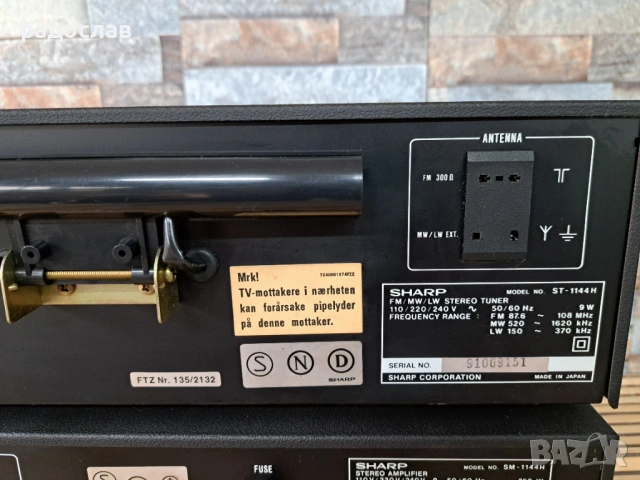 радослав
ANTENNA
FM 300Ω
MW/LW EXT.
Mrk!
TV-mottakere i nærheten
kan forårsake pipelyder
på denne mottaker.
S N D
SHARP
FTZ Nr. 135/2132
SHARP MODEL NO. ST-1144H
FM/MW/LW STEREO TUNER
110/220/240 V ∿ 50/60 Hz 9 W
FREQUENCY RANGE : FM 87.6 ~ 108 MHz
MW 520 ~ 1620 kHz
LW 150 ~ 370 kHz
SERIAL NO. 91009151
SHARP CORPORATION MADE IN JAPAN
FUSE
SHARP MODEL NO. SM-1144H
STEREO AMPLIFIER
BAZAR